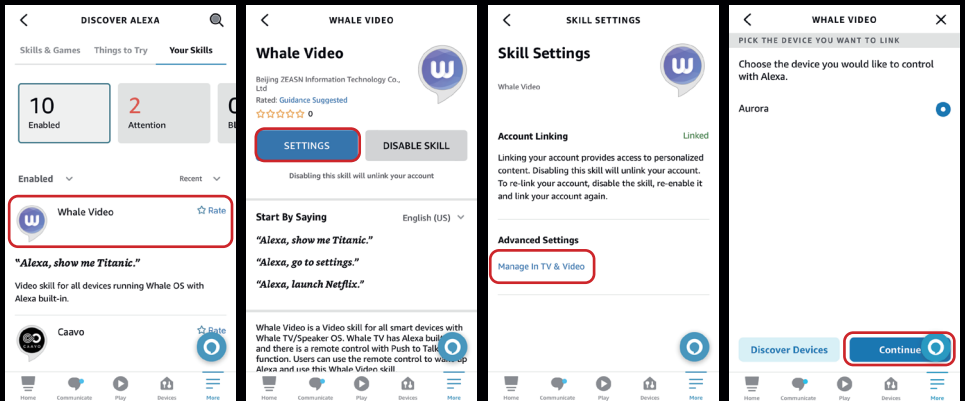 DISCOVER ALEXA
Skills & Games Things to Try Your Skills
10
Enabled
2
Attention
Enabled
Recent
Whale Video
Rate
"Alexa, show me Titanic."
Video skill for all devices running Whale OS with
Alexa built-in.
Caavo
Rate
Home Communicate Play Devices More
WHALE VIDEO
Whale Video
Beijing ZEASN Information Technology Co.,
Ltd
Rated: Guidance Suggested
0
SETTINGS
DISABLE SKILL
Disabling this skill will unlink your account
Start By Saying
English (US)
“Alexa, show me Titanic.”
“Alexa, go to settings.”
“Alexa, launch Netflix.”
Whale Video is a Video skill for all smart devices with
Whale TV/Speaker OS. Whale TV has Alexa
and there is a remote control with Push to Talk
function. Users can use the remote control to up
Alexa and use this Whale Video skill
Home Communicate Play Devices More
SKILL SETTINGS
Skill Settings
Whale Video
Account Linking
Linked
Linking your account provides access to personalized
content. Disabling this skill will unlink your account.
To re-link your account, disable the skill, re-enable it
and link your account again.
Advanced Settings
Manage In TV & Video
Home Communicate Play Devices More
WHALE VIDEO
PICK THE DEVICE YOU WANT TO LINK
Choose the device you would like to control
with Alexa.
Aurora
Discover Devices
Continue
Home Communicate Play Devices More